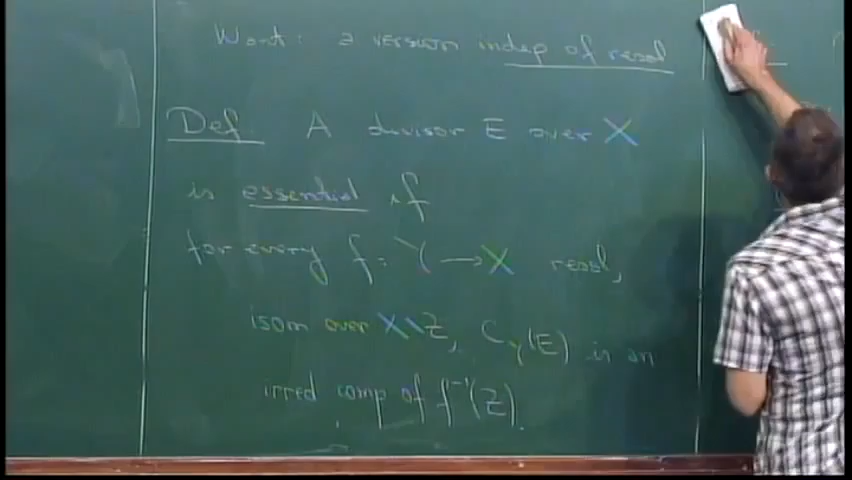 Want: a version indep of resol
Def. A divisor E over X
is essential if
for every f: Y → X resol,
isom over X\Z, C_Y(E) is an
irred comp of f⁻¹(Z).